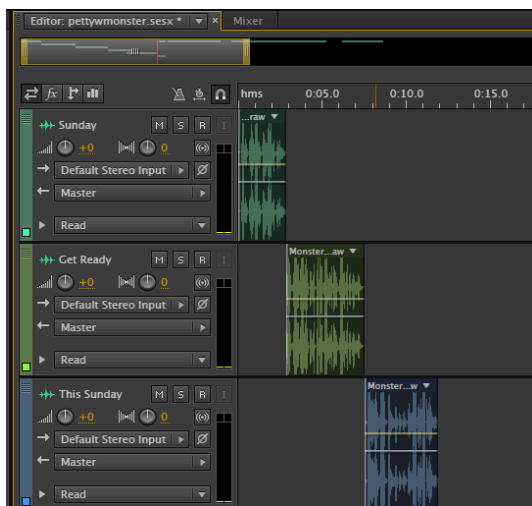 Editor: pettywmonster.sesx * Mixer
fx hms 0:05.0 0:10.0 0:15.0
Sunday M S R I ...raw
+0 0
Default Stereo Input
Master
Read
Get Ready M S R I Monster...aw
+0 0
Default Stereo Input
Master
Read
This Sunday M S R I Monster...w
+0 0
Default Stereo Input
Master
Read